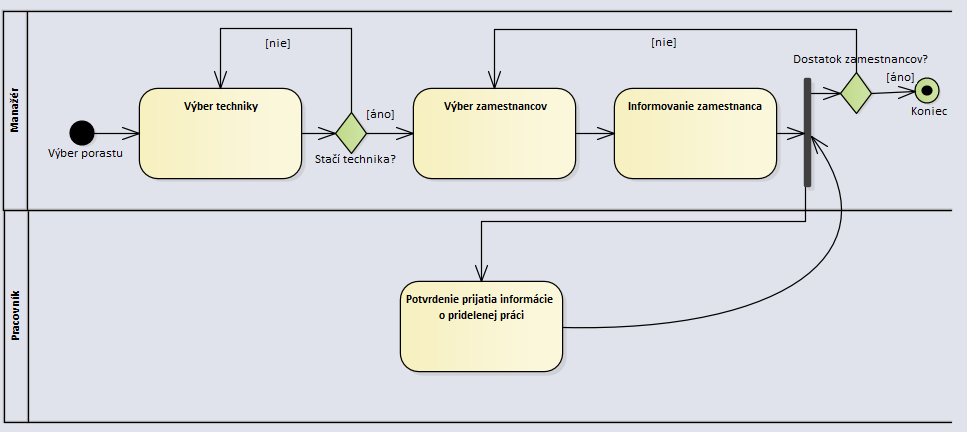 Manažér
Výber porastu
Výber techniky
[nie]
Stačí technika?
[áno]
Výber zamestnancov
[nie]
Informovanie zamestnanca
Dostatok zamestnancov?
[áno]
Koniec
Pracovník
Potvrdenie prijatia informácie
o pridelenej práci